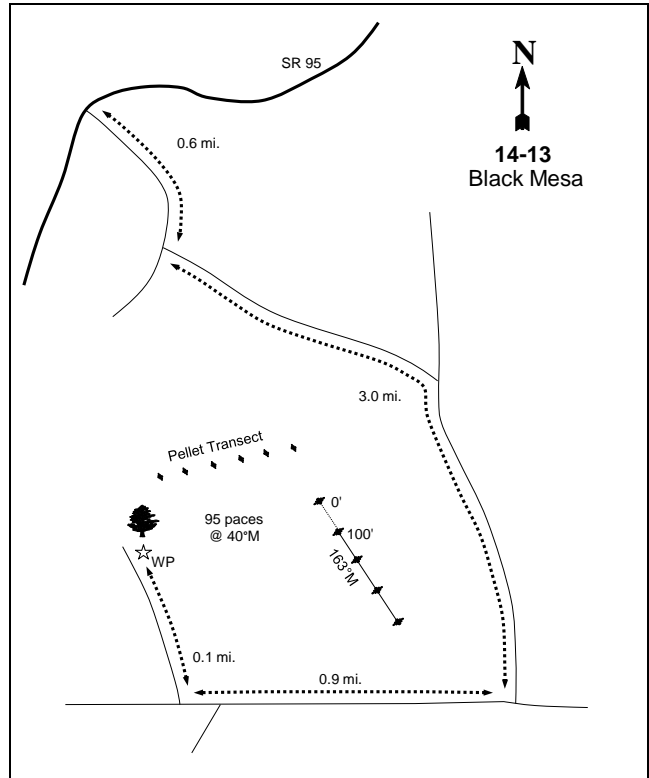 SR 95
N
0.6 mi.
14-13
Black Mesa
3.0 mi.
Pellet Transect
0'
95 paces
@ 40°M
100'
WP
163°M
0.1 mi.
0.9 mi.